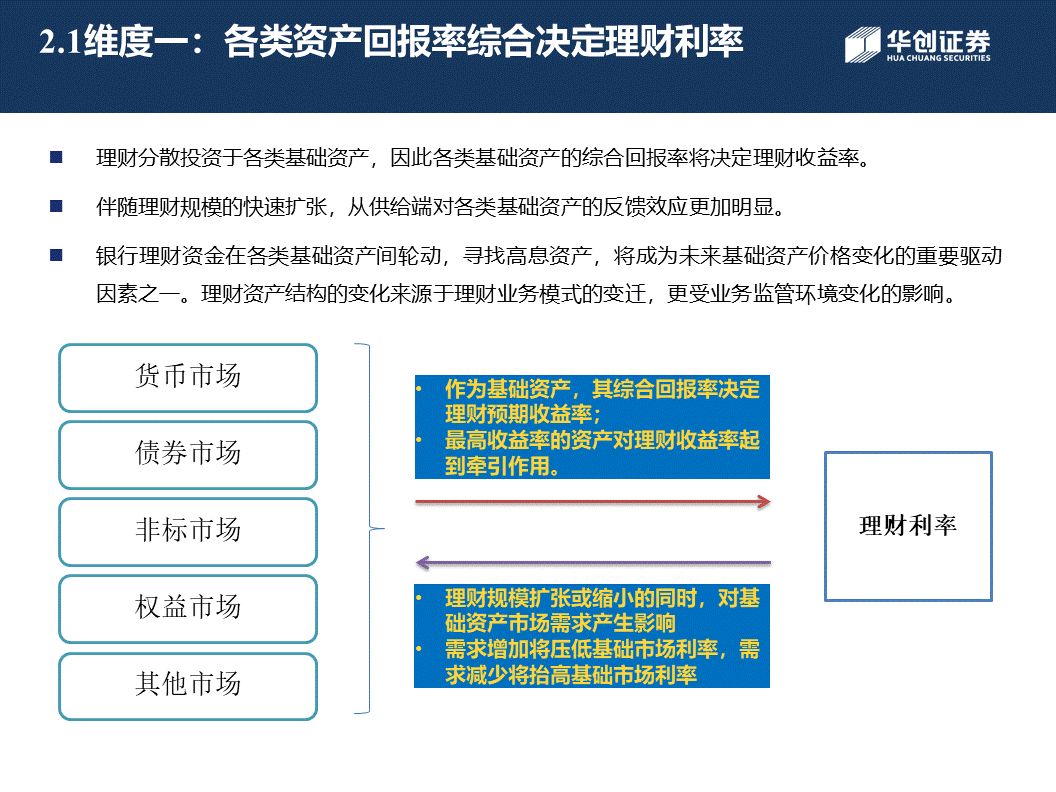 2.1维度一：各类资产回报率综合决定理财利率
华创证券
HUA CHUANG SECURITIES
理财分散投资于各类基础资产，因此各类基础资产的综合回报率将决定理财收益率。
伴随理财规模的快速扩张，从供给端对各类基础资产的反馈效应更加明显。
银行理财资金在各类基础资产间轮动，寻找高息资产，将成为未来基础资产价格变化的重要驱动
因素之一。理财资产结构的变化来源于理财业务模式的变迁，更受业务监管环境变化的影响。
货币市场
债券市场
非标市场
权益市场
其他市场
• 作为基础资产，其综合回报率决定
理财预期收益率；
• 最高收益率的资产对理财收益率起
到牵引作用。
• 理财规模扩张或缩小的同时，对基
础资产市场需求产生影响
• 需求增加将压低基础市场利率，需
求减少将抬高基础市场利率
理财利率